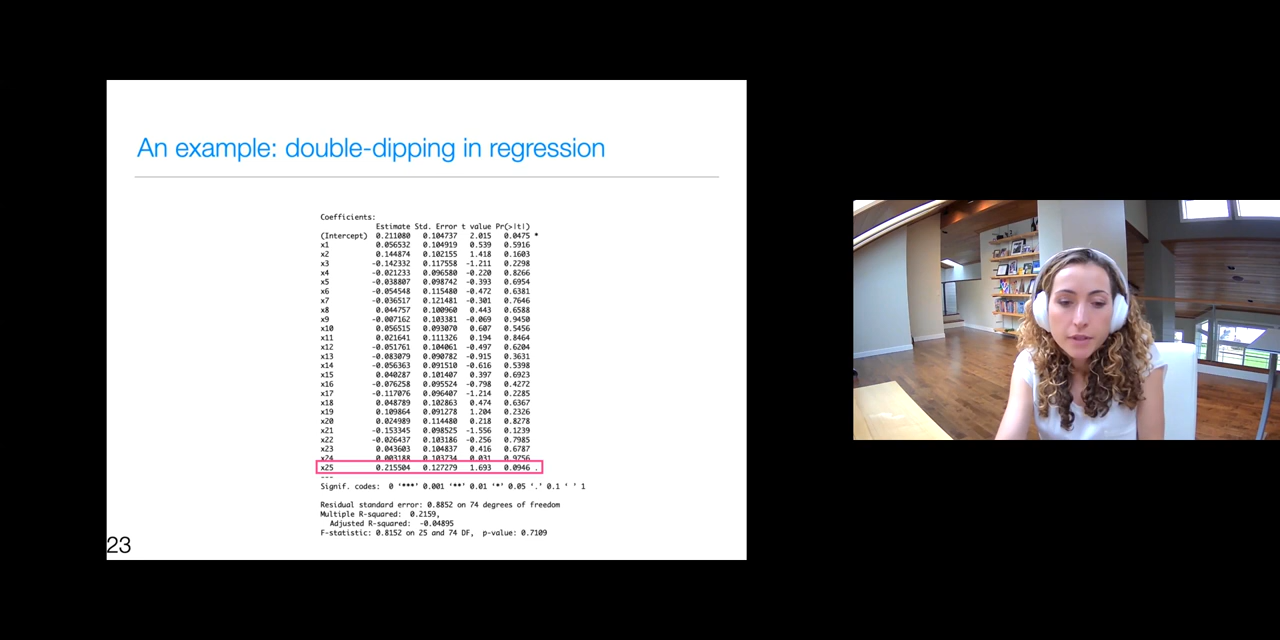 An example: double-dipping in regression
Coefficients:
Estimate Std. Error t value Pr(>|t|)
(Intercept) 0.211080 0.104737 2.015 0.0475 *
x1 0.056532 0.104919 0.539 0.5916
x2 0.144874 0.102155 1.418 0.1603
x3 -0.142332 0.117558 -1.211 0.2298
x4 -0.021233 0.096580 -0.220 0.8266
x5 -0.038807 0.098742 -0.393 0.6954
x6 -0.054548 0.115480 -0.472 0.6381
x7 -0.036517 0.121481 -0.301 0.7646
x8 0.044757 0.100960 0.443 0.6588
x9 -0.007162 0.103381 -0.069 0.9450
x10 0.056515 0.093070 0.607 0.5456
x11 0.021641 0.111326 0.194 0.8464
x12 -0.051761 0.104061 -0.497 0.6204
x13 -0.083079 0.090782 -0.915 0.3631
x14 -0.056363 0.091510 -0.616 0.5398
x15 0.040287 0.101407 0.397 0.6923
x16 -0.076258 0.095524 -0.798 0.4272
x17 -0.117076 0.096407 -1.214 0.2285
x18 0.048789 0.102863 0.474 0.6367
x19 0.109864 0.091278 1.204 0.2326
x20 0.024989 0.114480 0.218 0.8278
x21 -0.153345 0.098525 -1.556 0.1239
x22 -0.026437 0.103186 -0.256 0.7985
x23 0.043603 0.104837 0.416 0.6787
x24 0.003188 0.103734 0.031 0.9756
x25 0.215504 0.127279 1.693 0.0946 .
---
Signif. codes: 0 ‘***’ 0.001 ‘**’ 0.01 ‘*’ 0.05 ‘.’ 0.1 ‘ ’ 1
Residual standard error: 0.8852 on 74 degrees of freedom
Multiple R-squared: 0.2159,
Adjusted R-squared: -0.04895
F-statistic: 0.8152 on 25 and 74 DF, p-value: 0.7109
23